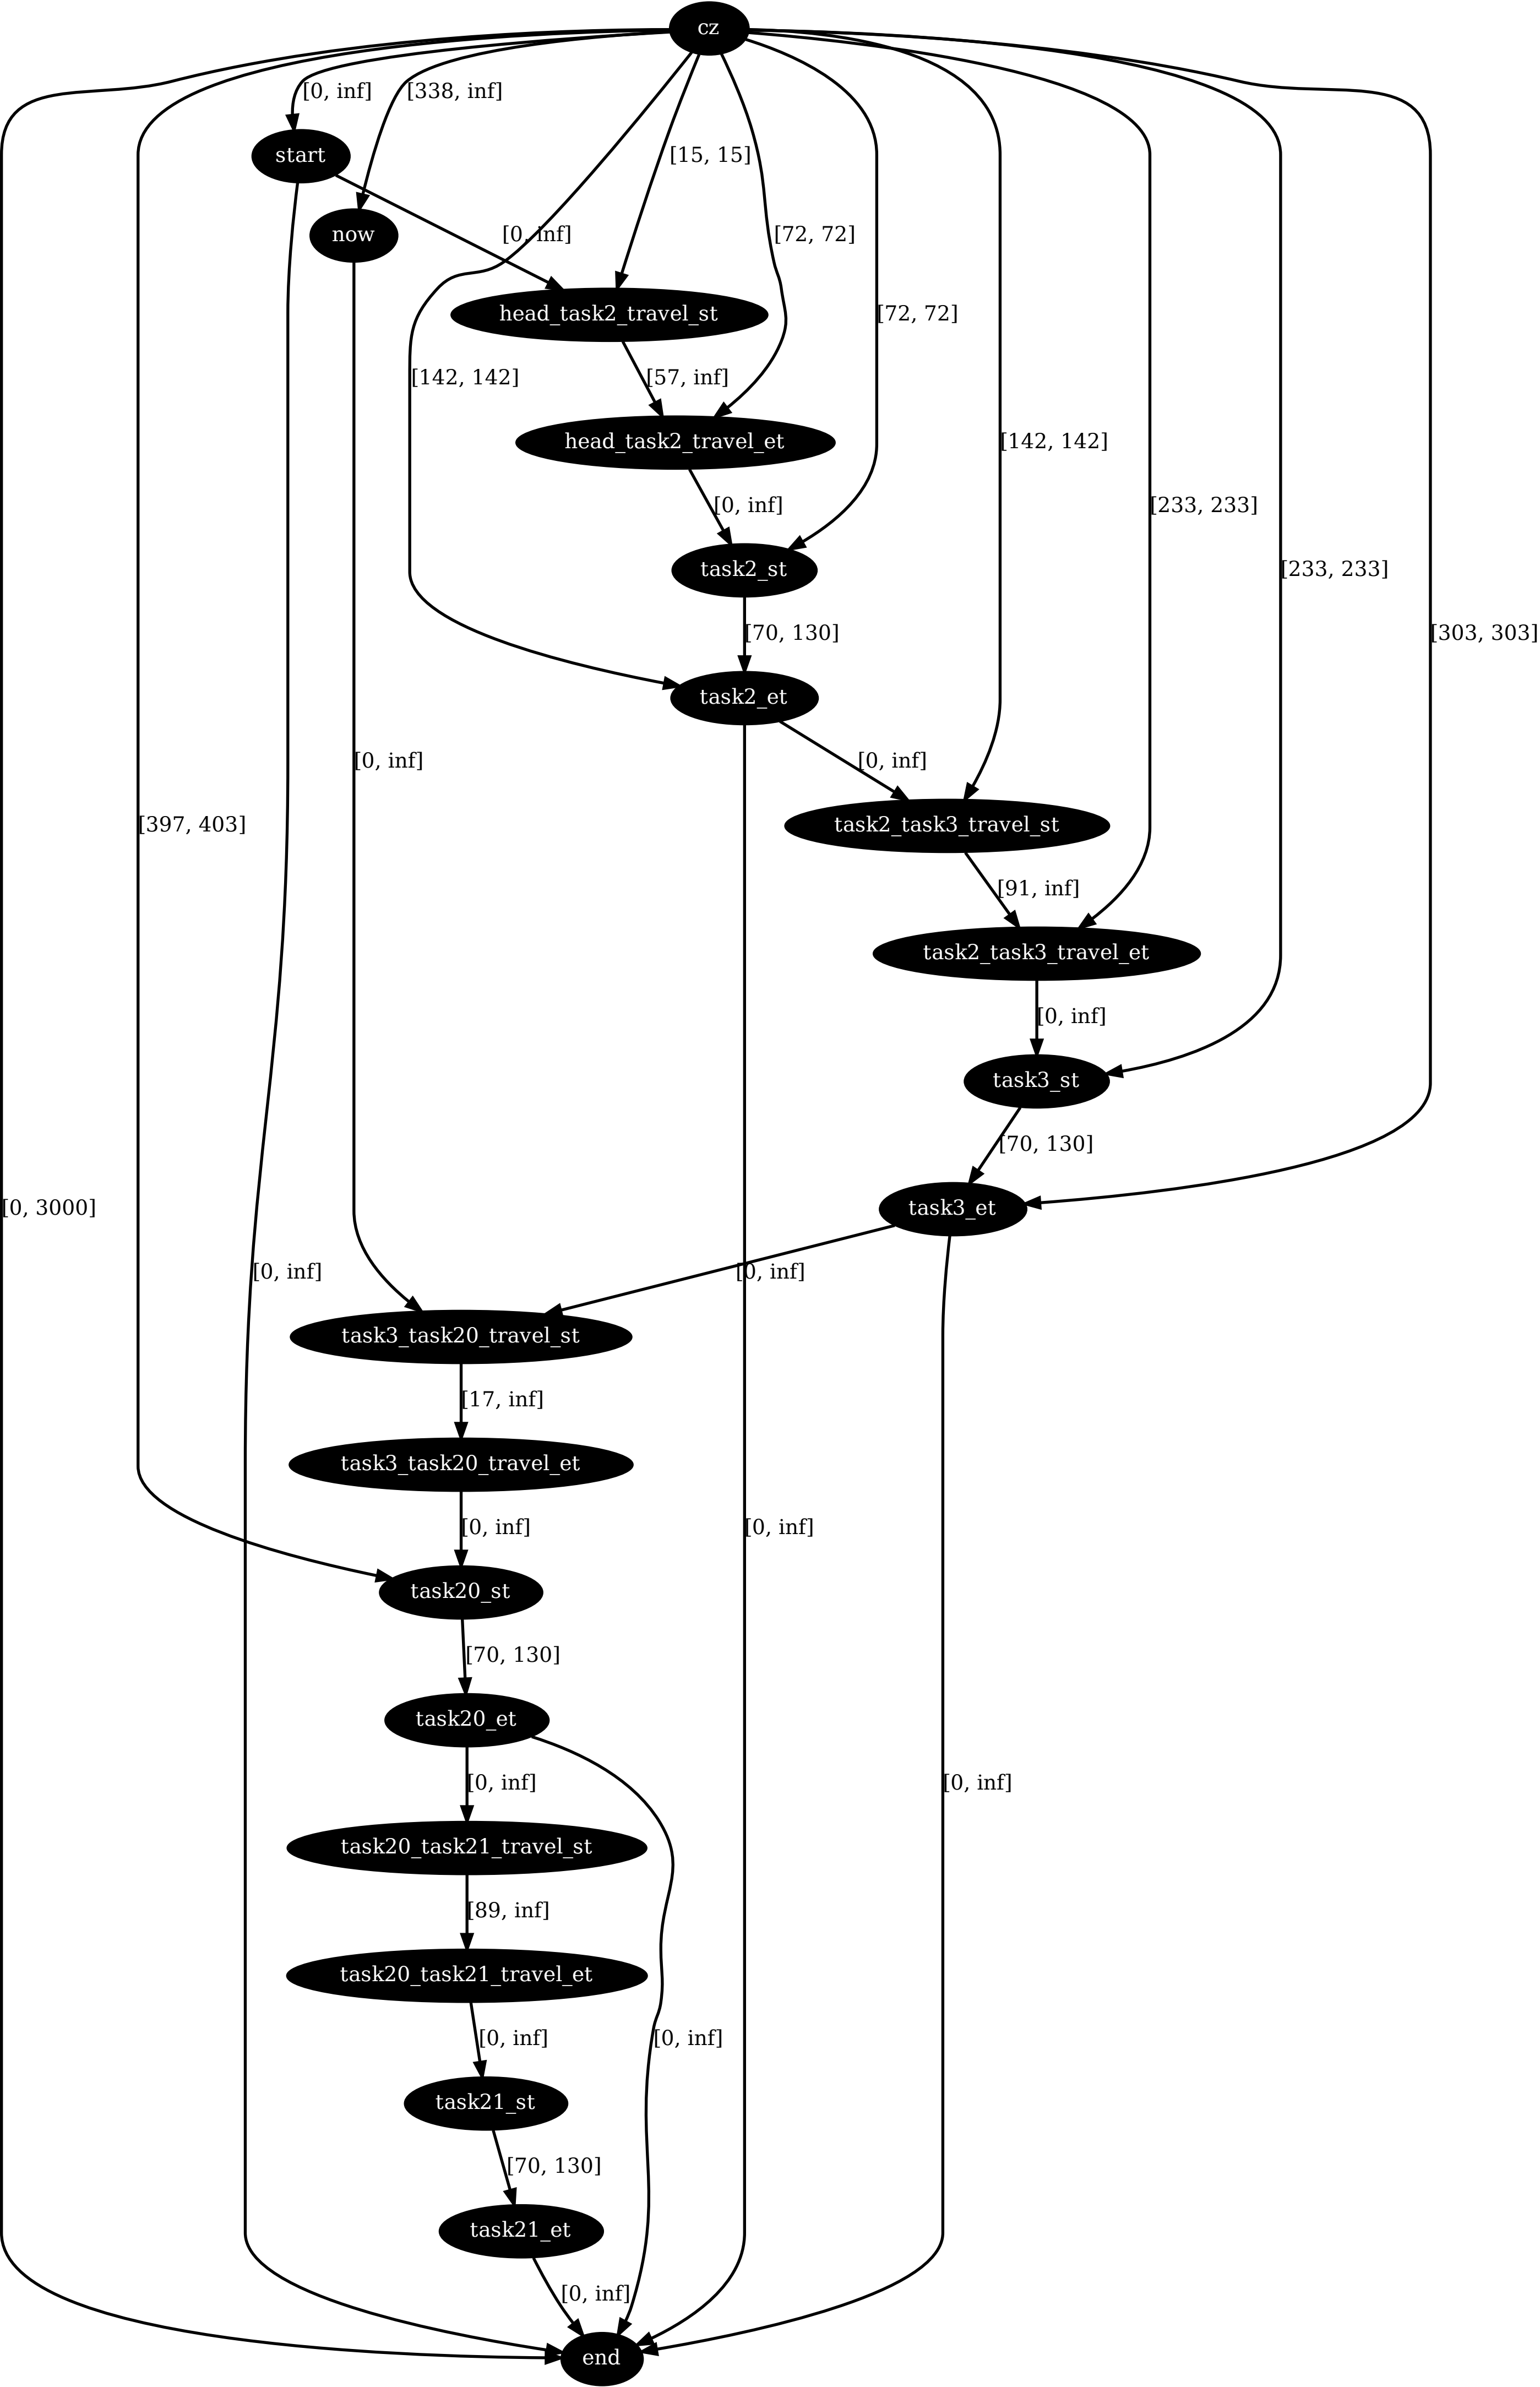 cz
[0, inf]
[338, inf]
start
[15, 15]
now
[0, inf]
[72, 72]
head_task2_travel_st
[72, 72]
[142, 142]
[57, inf]
head_task2_travel_et
[142, 142]
[0, inf]
[233, 233]
task2_st
[233, 233]
[70, 130]
[303, 303]
task2_et
[0, inf]
[0, inf]
[397, 403]
task2_task3_travel_st
[91, inf]
task2_task3_travel_et
[0, inf]
task3_st
[70, 130]
[0, 3000]
task3_et
[0, inf]
[0, inf]
task3_task20_travel_st
[17, inf]
task3_task20_travel_et
[0, inf]
[0, inf]
task20_st
[70, 130]
task20_et
[0, inf]
[0, inf]
task20_task21_travel_st
[89, inf]
task20_task21_travel_et
[0, inf]
[0, inf]
task21_st
[70, 130]
task21_et
[0, inf]
end